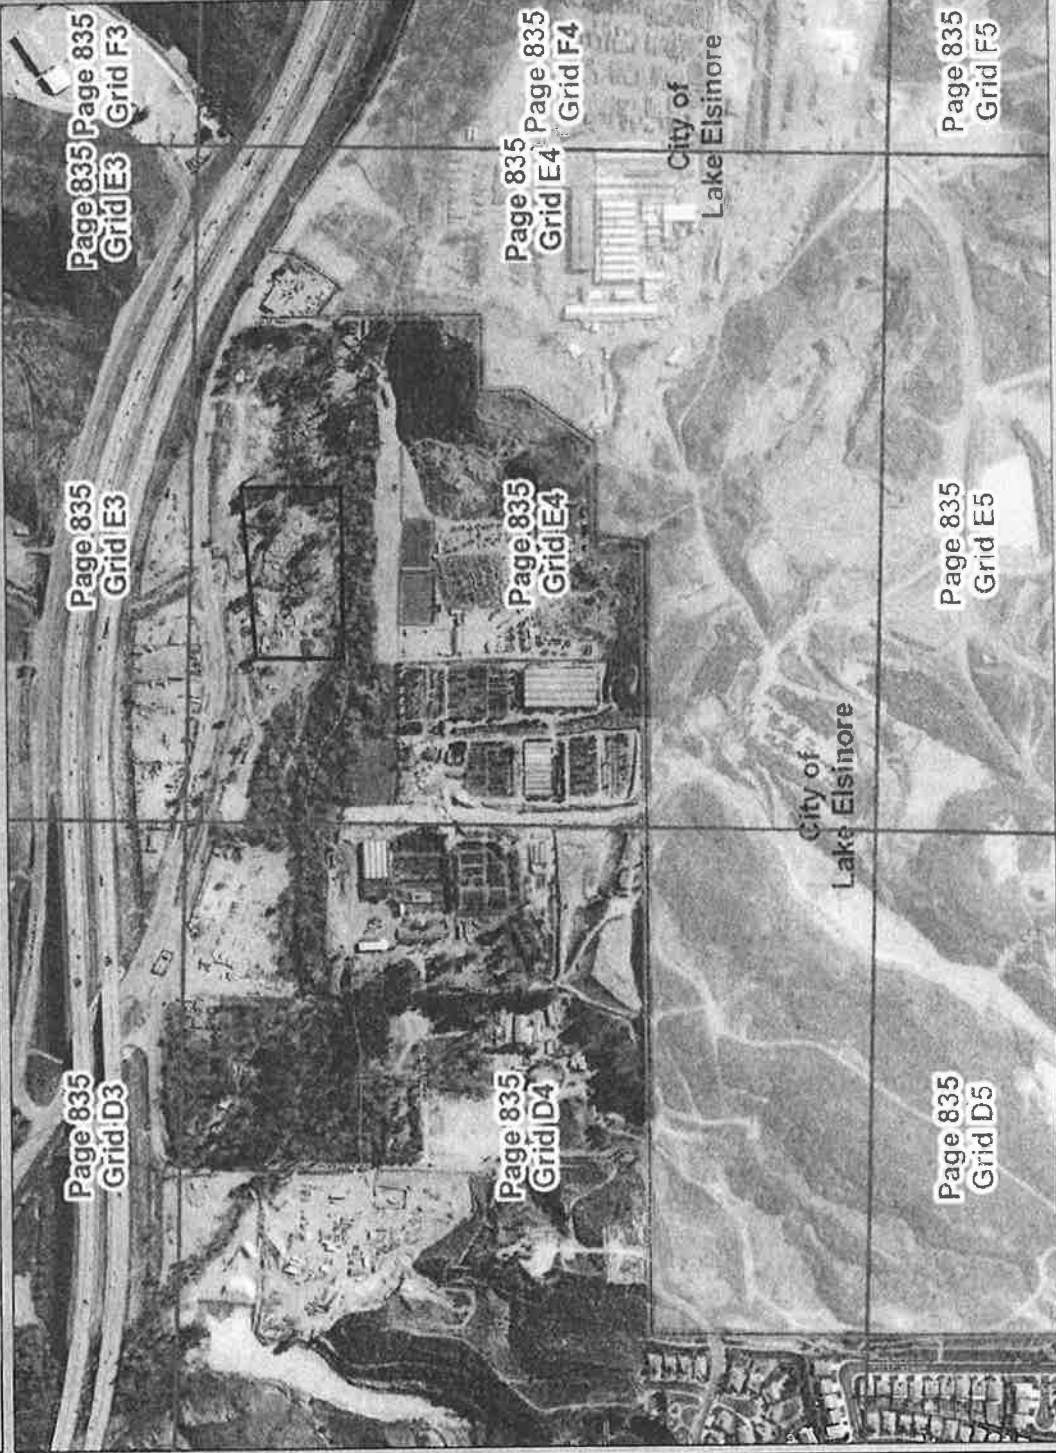 Page 835
Grid D3
Page 835
Grid E3
Page 835
Grid E3
Page 835
Grid F3
Page 835
Grid D4
Page 835
Grid E4
Page 835
Grid E4
Page 835
Grid F4
City of
Lake Elsinore
City of
Lake Elsinore
Page 835
Grid D5
Page 835
Grid E5
Page 835
Grid F5